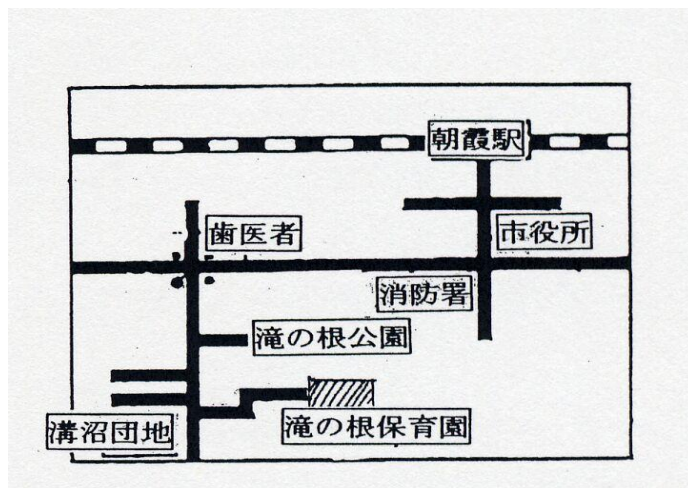 朝霞駅
歯医者
市役所
消防署
滝の根公園
溝沼団地
滝の根保育園